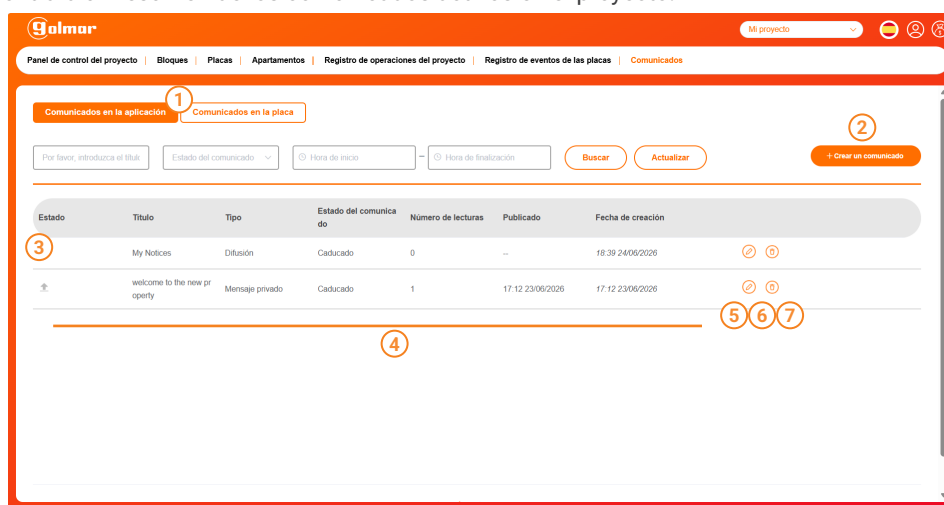 golmar
Mi proyecto
Panel de control del proyecto | Bloques | Placas | Apartamentos | Registro de operaciones del proyecto | Registro de eventos de las placas | Comunicados
1
Comunicados en la aplicación
Comunicados en la placa
2
Por favor, introduzca el títul
Estado del comunicado
Hora de inicio
–
Hora de finalización
Buscar
Actualizar
+ Crear un comunicado
Estado
Título
Tipo
Estado del comunica
do
Número de lecturas
Publicado
Fecha de creación
3
My Notices
Difusión
Caducado
0
--
18:39 24/06/2026
welcome to the new pr
operty
Mensaje privado
Caducado
1
17:12 23/06/2026
17:12 23/06/2026
5
6
7
4